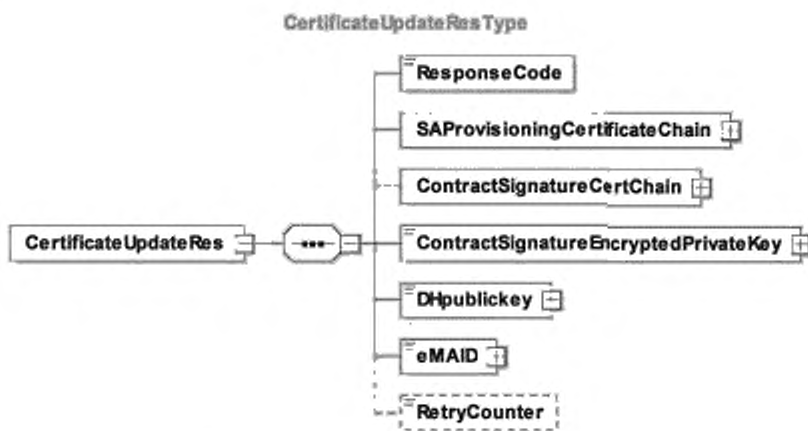 CertificateUpdateResType
ResponseCode
SAProvisioningCertificateChain
ContractSignatureCertChain
CertificateUpdateRes
ContractSignatureEncryptedPrivateKey
DHpublickey
eMAID
RetryCounter